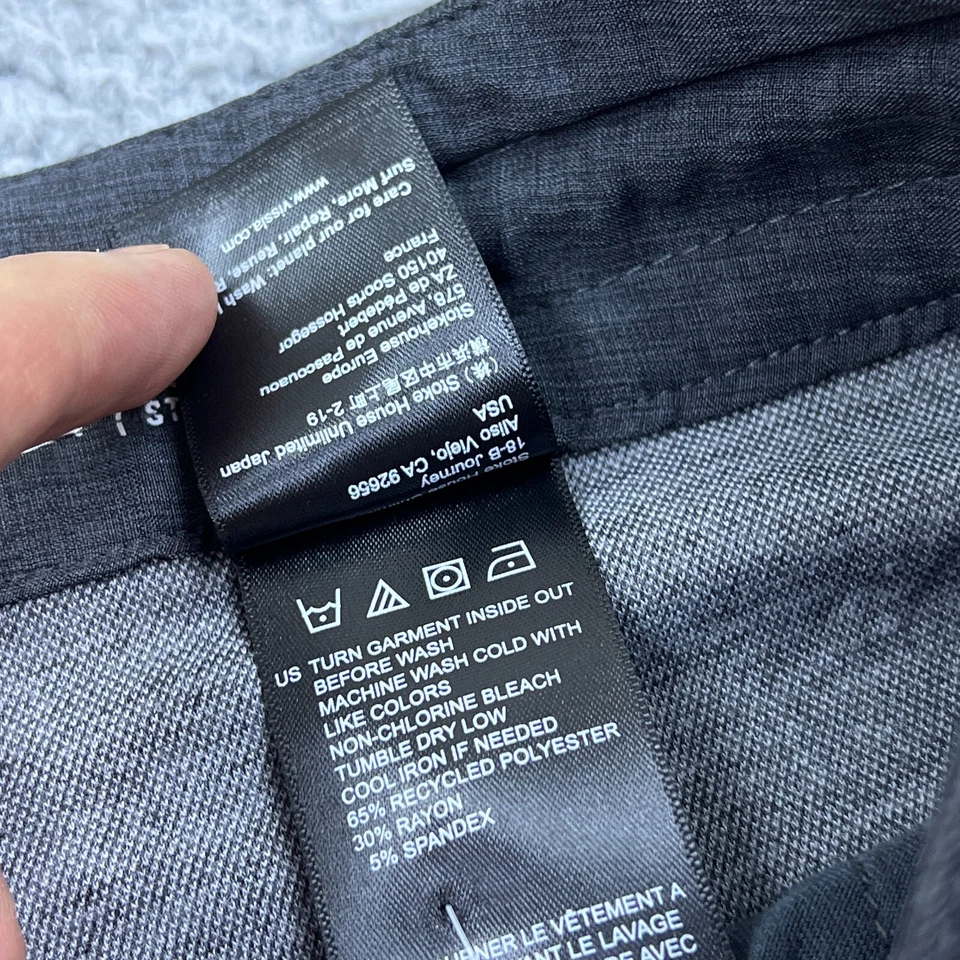 Stoke House
18-B Journey
Aliso Viejo, CA 92656
USA
(株) Stoke House Unlimited Japan
横浜市中区尾上町 2-19
Stokehouse Europe
578, Avenue de Pascouaou
ZA de Pédebert
40150 Soorts Hossegor
France
Care for our planet: Wash
Surf More, Repair, Reuse,
www.vissla.com
US TURN GARMENT INSIDE OUT
BEFORE WASH
MACHINE WASH COLD WITH
LIKE COLORS
NON-CHLORINE BLEACH
TUMBLE DRY LOW
COOL IRON IF NEEDED
65% RECYCLED POLYESTER
30% RAYON
5% SPANDEX
LE VÊTEMENT A
LE LAVAGE
AVEC